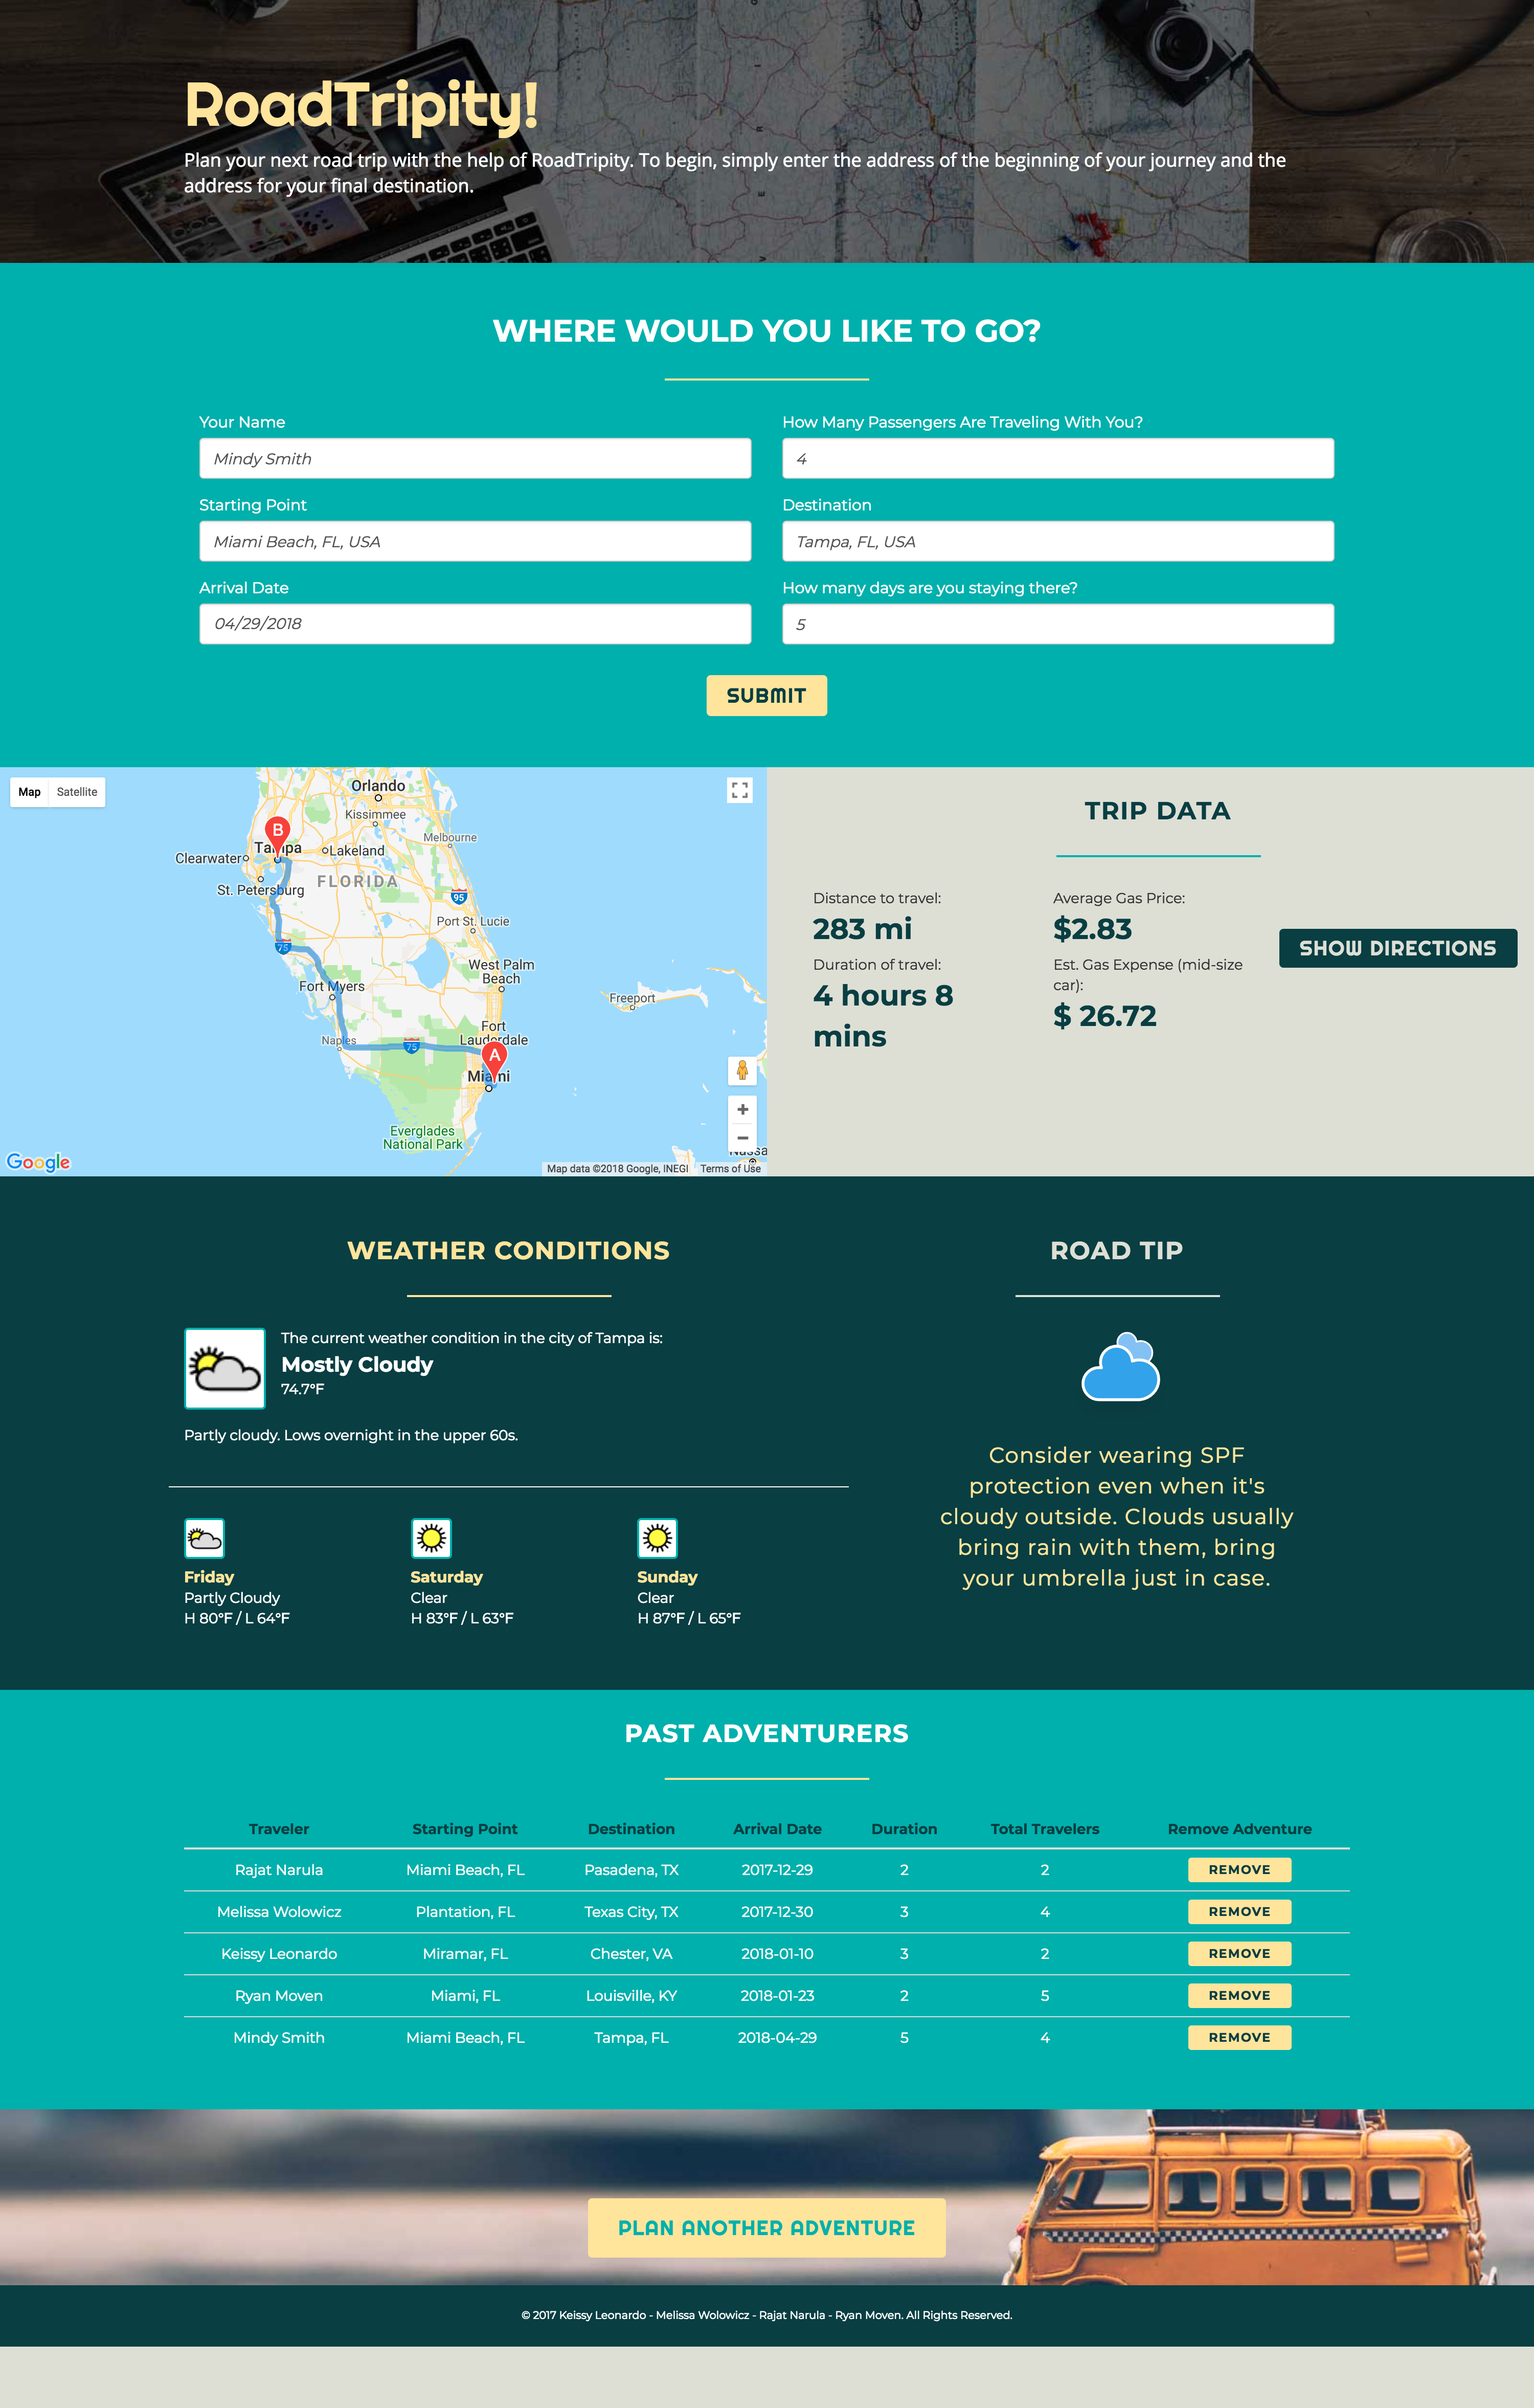 RoadTripity!
Plan your next road trip with the help of RoadTripity. To begin, simply enter the address of the beginning of your journey and the
address for your final destination.
WHERE WOULD YOU LIKE TO GO?
Your Name
Mindy Smith
How Many Passengers Are Traveling With You?
4
Starting Point
Miami Beach, FL, USA
Destination
Tampa, FL, USA
Arrival Date
04/29/2018
How many days are you staying there?
5
SUBMIT
Map Satellite
Orlando
Kissimmee
Melbourne
B
Tampa
Lakeland
Clearwater
St. Petersburg
FLORIDA
95
Port St. Lucie
75
West Palm
Beach
Fort Myers
Freeport
Fort
Lauderdale
Naples
75
A
Miami
Everglades
National Park
Google
Map data ©2018 Google, INEGI Terms of Use
TRIP DATA
Distance to travel:
283 mi
Duration of travel:
4 hours 8
mins
Average Gas Price:
$2.83
Est. Gas Expense (mid-size
car):
$ 26.72
SHOW DIRECTIONS
WEATHER CONDITIONS
The current weather condition in the city of Tampa is:
Mostly Cloudy
74.7°F
Partly cloudy. Lows overnight in the upper 60s.
Friday
Partly Cloudy
H 80°F / L 64°F
Saturday
Clear
H 83°F / L 63°F
Sunday
Clear
H 87°F / L 65°F
ROAD TIP
Consider wearing SPF
protection even when it's
cloudy outside. Clouds usually
bring rain with them, bring
your umbrella just in case.
PAST ADVENTURERS
Traveler Starting Point Destination Arrival Date Duration Total Travelers Remove Adventure
Rajat Narula Miami Beach, FL Pasadena, TX 2017-12-29 2 2 REMOVE
Melissa Wolowicz Plantation, FL Texas City, TX 2017-12-30 3 4 REMOVE
Keissy Leonardo Miramar, FL Chester, VA 2018-01-10 3 2 REMOVE
Ryan Moven Miami, FL Louisville, KY 2018-01-23 2 5 REMOVE
Mindy Smith Miami Beach, FL Tampa, FL 2018-04-29 5 4 REMOVE
PLAN ANOTHER ADVENTURE
© 2017 Keissy Leonardo - Melissa Wolowicz - Rajat Narula - Ryan Moven. All Rights Reserved.